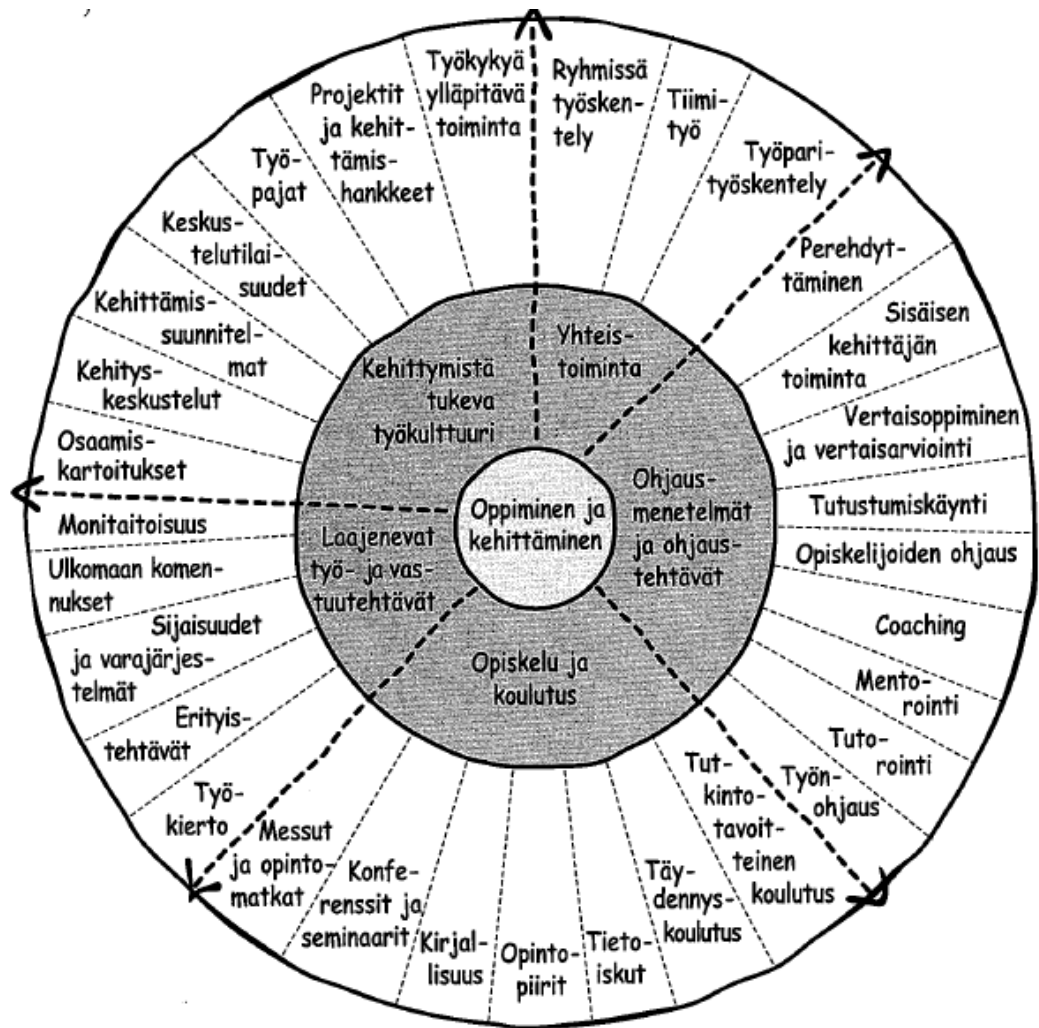 Työkykyä
ylläpitävä
toiminta
Ryhmissä
työsken-
tely
Tiimi-
työ
Työpari-
työskentely
Perehdyt-
täminen
Sisäisen
kehittäjän
toiminta
Vertaisoppiminen
ja vertaisarviointi
Tutustumiskäynti
Opiskelijoiden ohjaus
Coaching
Mento-
rointi
Tuto-
rointi
Työn-
ohjaus
Tut-
kinto-
tavoit-
teinen
koulutus
Täy-
dennys-
koulutus
Tieto-
iskut
Opinto-
piirit
Kirjal-
lisuus
Konfe-
renssit ja
seminaarit
Messut
ja opinto-
matkat
Työ-
kierto
Erityis-
tehtävät
Sijaisuudet
ja varajärjes-
telmät
Ulkomaan komen-
nukset
Monitaitoisuus
Osaamis-
kartoitukset
Kehitys-
keskustelut
Kehittämis-
suunnitel-
mat
Keskus-
telutilai-
suudet
Työ-
pajat
Projektit
ja kehit-
tämis-
hankkeet
Kehittymistä
tukeva
työkulttuuri
Yhteis-
toiminta
Ohjaus-
menetelmät
ja ohjaus-
tehtävät
Opiskelu ja
koulutus
Laajenevat
työ- ja vas-
tuutehtävät
Oppiminen ja
kehittäminen